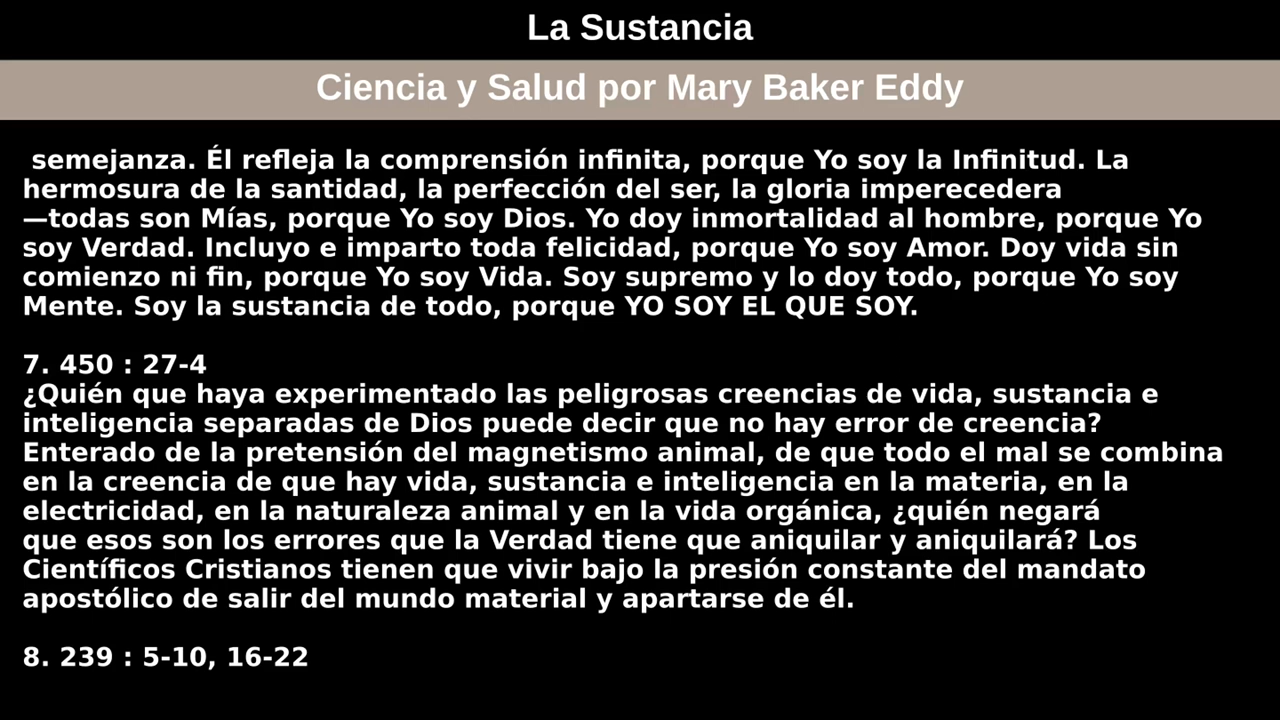 La Sustancia
Ciencia y Salud por Mary Baker Eddy
semejanza. Él refleja la comprensión infinita, porque Yo soy la Infinitud. La
hermosura de la santidad, la perfección del ser, la gloria imperecedera
—todas son Mías, porque Yo soy Dios. Yo doy inmortalidad al hombre, porque Yo
soy Verdad. Incluyo e imparto toda felicidad, porque Yo soy Amor. Doy vida sin
comienzo ni fin, porque Yo soy Vida. Soy supremo y lo doy todo, porque Yo soy
Mente. Soy la sustancia de todo, porque YO SOY EL QUE SOY.
7. 450 : 27-4
¿Quién que haya experimentado las peligrosas creencias de vida, sustancia e
inteligencia separadas de Dios puede decir que no hay error de creencia?
Enterado de la pretensión del magnetismo animal, de que todo el mal se combina
en la creencia de que hay vida, sustancia e inteligencia en la materia, en la
electricidad, en la naturaleza animal y en la vida orgánica, ¿quién negará
que esos son los errores que la Verdad tiene que aniquilar y aniquilará? Los
Científicos Cristianos tienen que vivir bajo la presión constante del mandato
apostólico de salir del mundo material y apartarse de él.
8. 239 : 5-10, 16-22